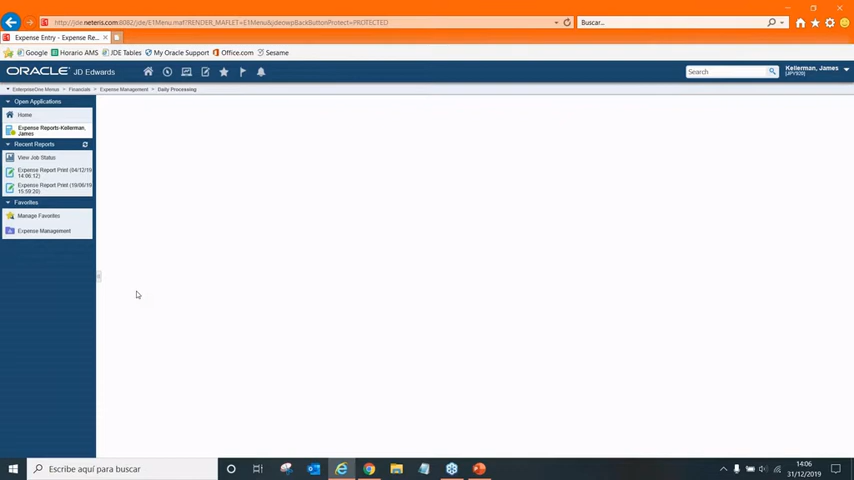 http://jde.neteris.com:8082/jde/E1Menu.maf?RENDER_MAFLET=E1Menu&jdeowpBackButtonProtect=PROTECTED
Buscar...
Expense Entry - Expense Re...
Google Horario AMS JDE Tables My Oracle Support Office.com Sesame
ORACLE JD Edwards
Search
Kellerman, James
[JPY920]
EnterpriseOne Menus Financials Expense Management Daily Processing
Open Applications
Home
Expense Reports-Kellerman,
James
Recent Reports
View Job Status
Expense Report Print (04/12/19
14:06:12)
Expense Report Print (19/06/19
15:59:20)
Favorites
Manage Favorites
Expense Management
Escribe aquí para buscar
14:06
31/12/2019